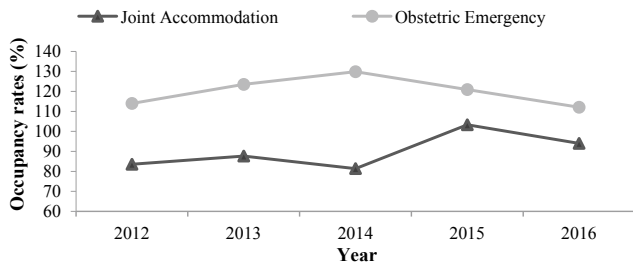 Joint Accommodation Obstetric Emergency
Occupancy rates (%)
140
130
120
110
100
90
80
70
60
2012 2013 2014 2015 2016
Year